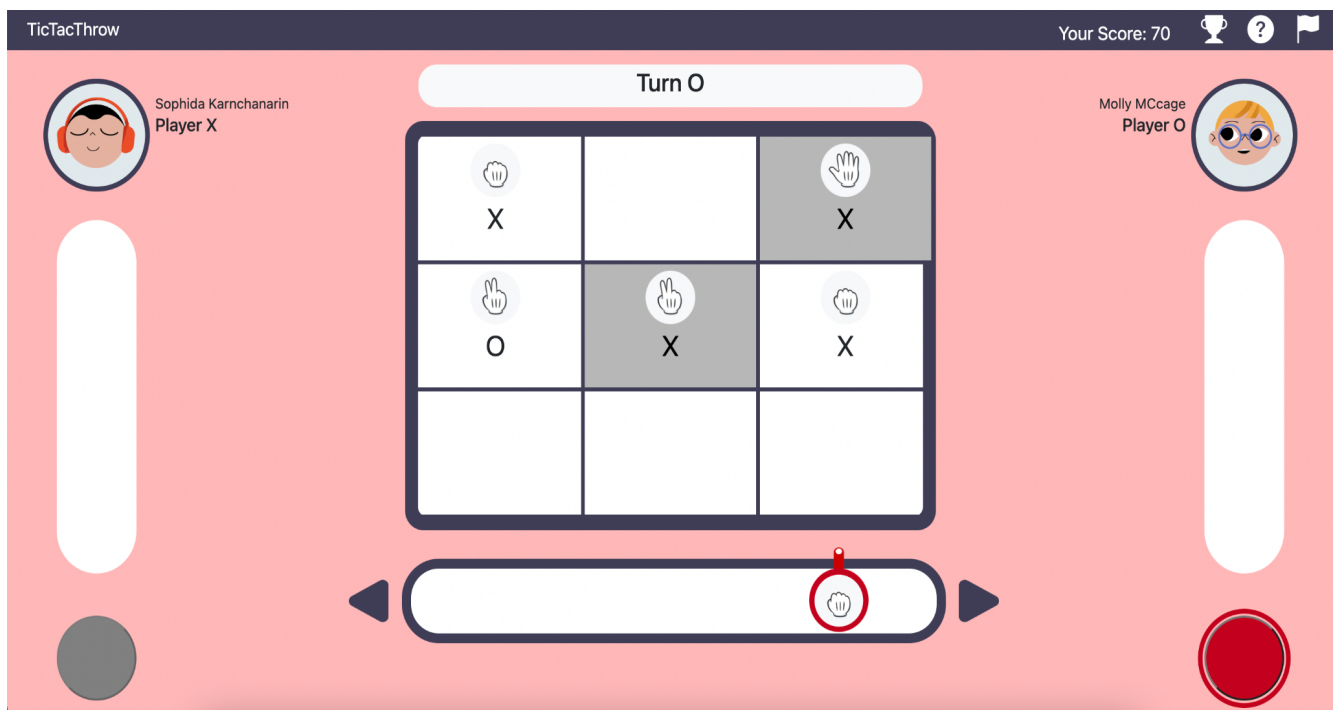 TicTacThrow
Your Score: 70
?
Turn O
Sophida Karnchanarin
Player X
Molly MCcage
Player O
X
X
O
X
X